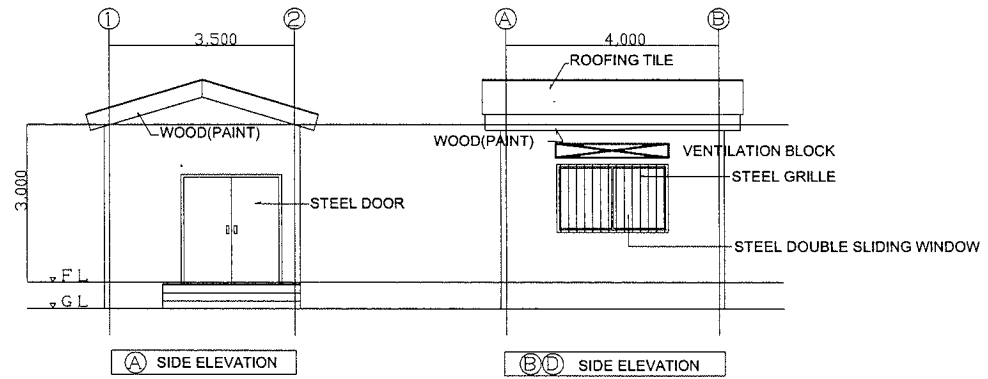 1 2 A B
3,500 4,000
ROOFING TILE
WOOD(PAINT) WOOD(PAINT)
VENTILATION BLOCK
STEEL GRILLE
3,000
STEEL DOOR
STEEL DOUBLE SLIDING WINDOW
FL
GL
A SIDE ELEVATION
B D SIDE ELEVATION